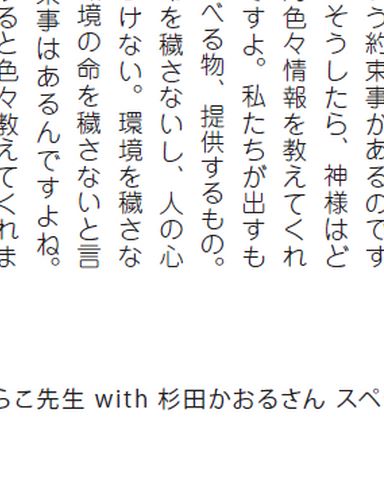 う約束事があるのです
そうしたら、神様はど
色々情報を教えてくれ
すよ。私たちが出すも
べる物、提供するもの。
を穢さないし、人の心
けない。環境を穢さな
境の命を穢さないと言
束事はあるんですよね。
ると色々教えてくれま
らこ先生 with 杉田かおるさん スペ